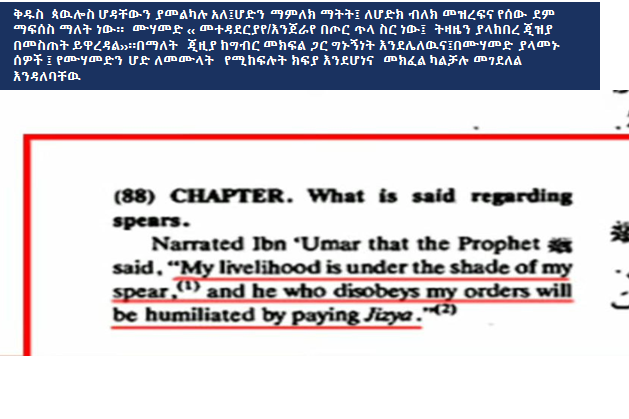 ቅዱስ ጳዉሎስ ሆዳቸውን ያመልካሉ አለ፤ሆድን ማምለክ ማትት፤ ለሆድክ ብለክ መዝረፍና የሰው ደም
ማፍሰስ ማለት ነው። ሙሃመድ ‹‹ መተዳደርያየ/እንጀራየ በጦር ጥላ ስር ነው፤ ትዛዜን ያላከበረ ጂዝያ
በመስጠት ይዋረዳል››።በማለት ጂዚያ ከግብር መክፍል ጋር ግኑኝነት እንደሌለዉና፤በሙሃመድ ያላመኑ
ሰዎች ፤ የሙሃመድን ሆድ ለመሙላት የሚከፍሉት ክፍያ እንደሆነና መክፈል ካልቻሉ መገደለል
እንዳለባቸዉ
(88) CHAPTER. What is said regarding
spears.
Narrated Ibn ‘Umar that the Prophet ﷺ
said, “My livelihood is under the shade of my
spear,(1) and he who disobeys my orders will
be humiliated by paying Jizya.”(2)